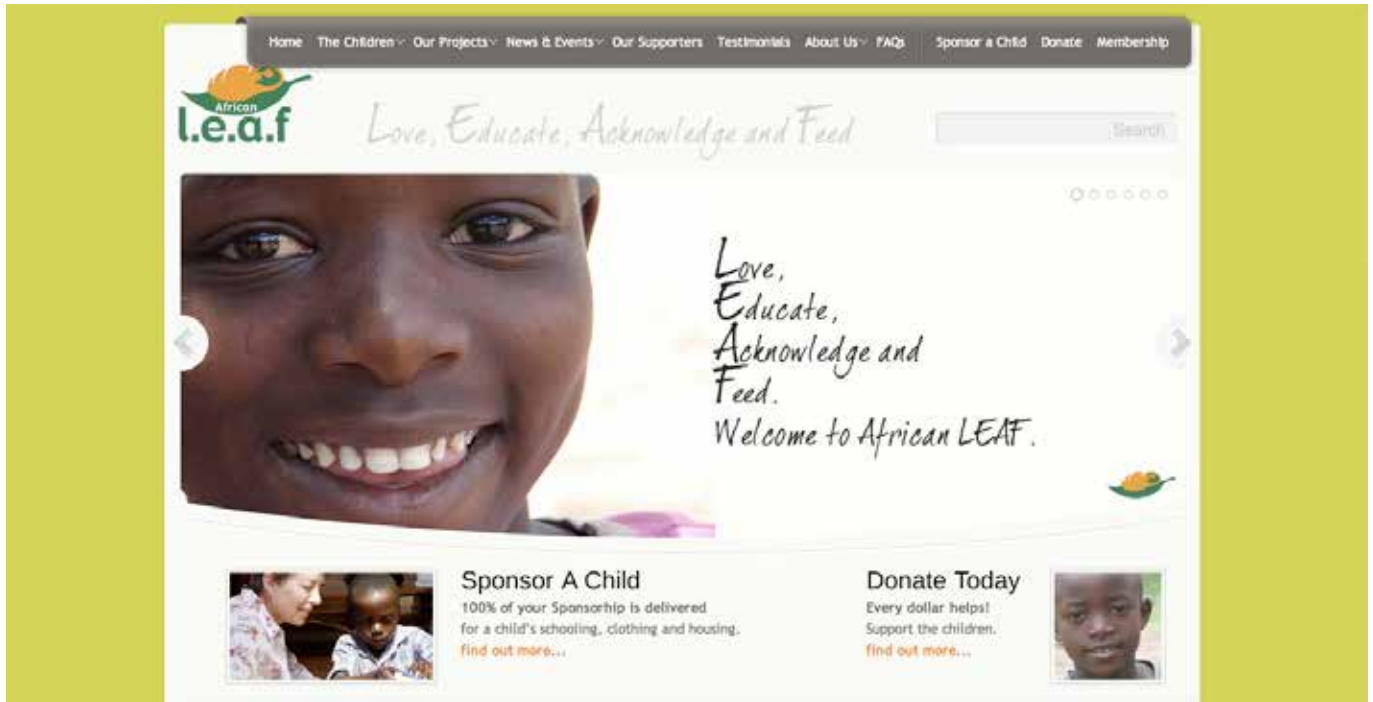 Home The Children Our Projects News & Events Our Supporters Testimonials About Us FAQs Sponsor a Child Donate Membership
African
l.e.a.f
Love, Educate, Acknowledge and Feed
Search
Love,
Educate,
Acknowledge and
Feed.
Welcome to African LEAF.
Sponsor A Child
100% of your Sponsorhip is delivered
for a child's schooling, clothing and housing.
find out more...
Donate Today
Every dollar helps!
Support the children.
find out more...